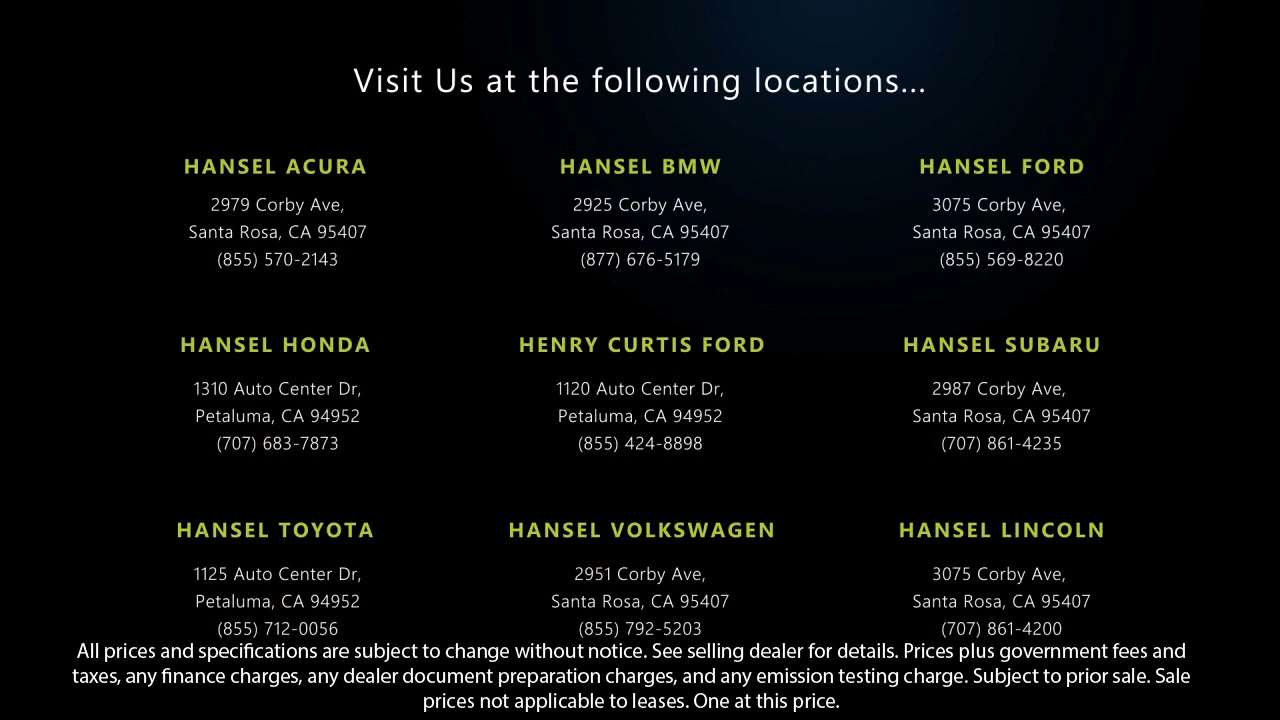 Visit Us at the following locations...
HANSEL ACURA
2979 Corby Ave,
Santa Rosa, CA 95407
(855) 570-2143
HANSEL BMW
2925 Corby Ave,
Santa Rosa, CA 95407
(877) 676-5179
HANSEL FORD
3075 Corby Ave,
Santa Rosa, CA 95407
(855) 569-8220
HANSEL HONDA
1310 Auto Center Dr,
Petaluma, CA 94952
(707) 683-7873
HENRY CURTIS FORD
1120 Auto Center Dr,
Petaluma, CA 94952
(855) 424-8898
HANSEL SUBARU
2987 Corby Ave,
Santa Rosa, CA 95407
(707) 861-4235
HANSEL TOYOTA
1125 Auto Center Dr,
Petaluma, CA 94952
(855) 712-0056
HANSEL VOLKSWAGEN
2951 Corby Ave,
Santa Rosa, CA 95407
(855) 792-5203
HANSEL LINCOLN
3075 Corby Ave,
Santa Rosa, CA 95407
(707) 861-4200
All prices and specifications are subject to change without notice. See selling dealer for details. Prices plus government fees and
taxes, any finance charges, any dealer document preparation charges, and any emission testing charge. Subject to prior sale. Sale
prices not applicable to leases. One at this price.